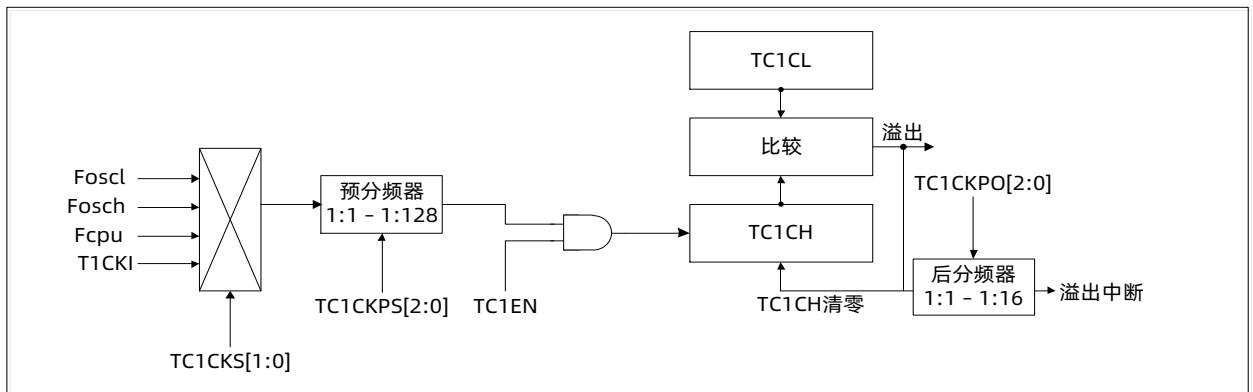 TC1CL
比较
溢出
Foscl
Fosch
Fcpu
T1CKI
预分频器
1:1 – 1:128
TC1CKPO[2:0]
TC1CH
后分频器
1:1 – 1:16
溢出中断
TC1CKPS[2:0]
TC1EN
TC1CH清零
TC1CKS[1:0]